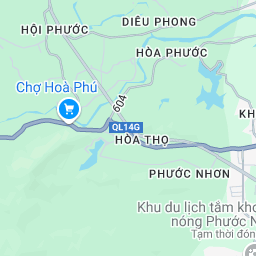 DIÊU PHONG
HỘI PHƯỚC
HÒA PHƯỚC
Chợ Hoà Phú
604
QL14G
KH
HÒA THỌ
PHƯỚC NHƠN
Khu du lịch tắm kho
nóng Phước N
Tạm thời đón